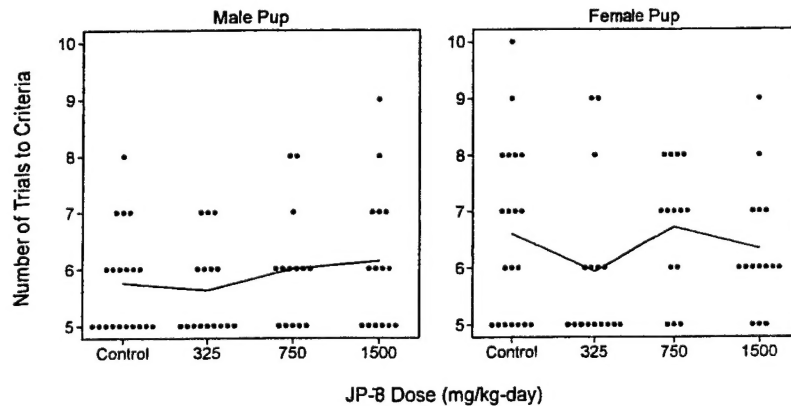 Male Pup
Female Pup
Number of Trials to Criteria
10
9
8
7
6
5
10
9
8
7
6
5
Control 325 750 1500
Control 325 750 1500
JP-8 Dose (mg/kg-day)